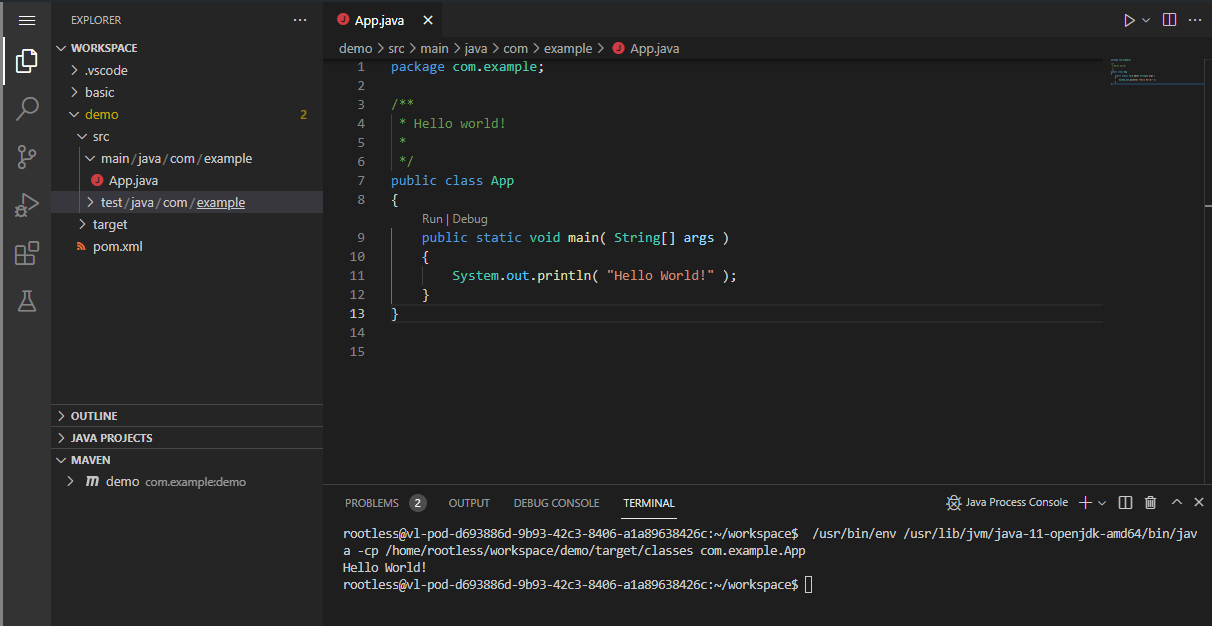 EXPLORER
WORKSPACE
.vscode
basic
demo 2
src
main/java/com/example
App.java
test/java/com/example
target
pom.xml
OUTLINE
JAVA PROJECTS
MAVEN
demo com.example:demo
App.java
demo > src > main > java > com > example > App.java
1 package com.example;
2
3 /**
4 * Hello world!
5 *
6 */
7 public class App
8 {
Run | Debug
9 public static void main( String[] args )
10 {
11 System.out.println( "Hello World!" );
12 }
13 }
14
15
PROBLEMS 2 OUTPUT DEBUG CONSOLE TERMINAL Java Process Console
rootless@vl-pod-d693886d-9b93-42c3-8406-a1a89638426c:~/workspace$ /usr/bin/env /usr/lib/jvm/java-11-openjdk-amd64/bin/jav
a -cp /home/rootless/workspace/demo/target/classes com.example.App
Hello World!
rootless@vl-pod-d693886d-9b93-42c3-8406-a1a89638426c:~/workspace$